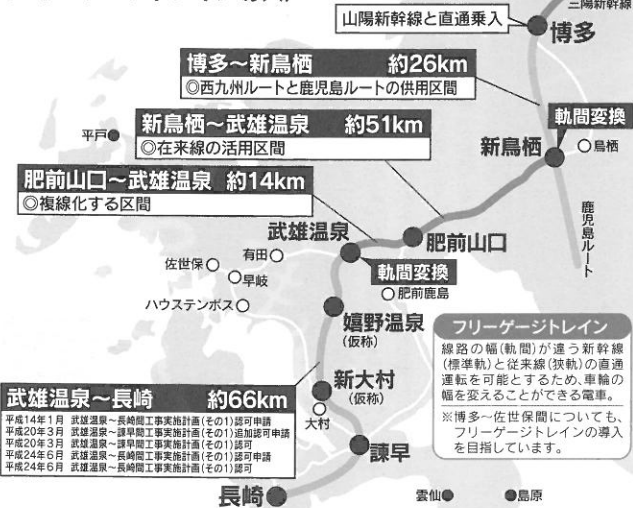 三陽新幹線
山陽新幹線と直通乗入
博多
博多～新鳥栖 約26km
◎西九州ルートと鹿児島ルートの供用区間
軌間変換
新鳥栖～武雄温泉 約51km
◎在来線の活用区間
平戸
新鳥栖
鳥栖
肥前山口～武雄温泉 約14km
◎複線化する区間
鹿児島ルート
武雄温泉
肥前山口
有田
佐世保
早岐
軌間変換
肥前鹿島
ハウステンボス
嬉野温泉
(仮称)
フリーゲージトレイン
線路の幅(軌間)が違う新幹線
(標準軌)と従来線(狭軌)の直通
運転を可能とするため、車輪の
幅を変えることができる電車。
※博多～佐世保間についても、
フリーゲージトレインの導入
を目指しています。
新大村
(仮称)
大村
武雄温泉～長崎 約66km
平成14年1月 武雄温泉～長崎間工事実施計画(その1)認可申請
平成20年3月 武雄温泉～諫早間工事実施計画(その1)追加認可申請
平成20年3月 武雄温泉～諫早間工事実施計画(その1)認可
平成24年6月 武雄温泉～長崎間工事実施計画(その1)認可申請
平成24年6月 武雄温泉～長崎間工事実施計画(その1)認可
諫早
長崎
雲仙
島原